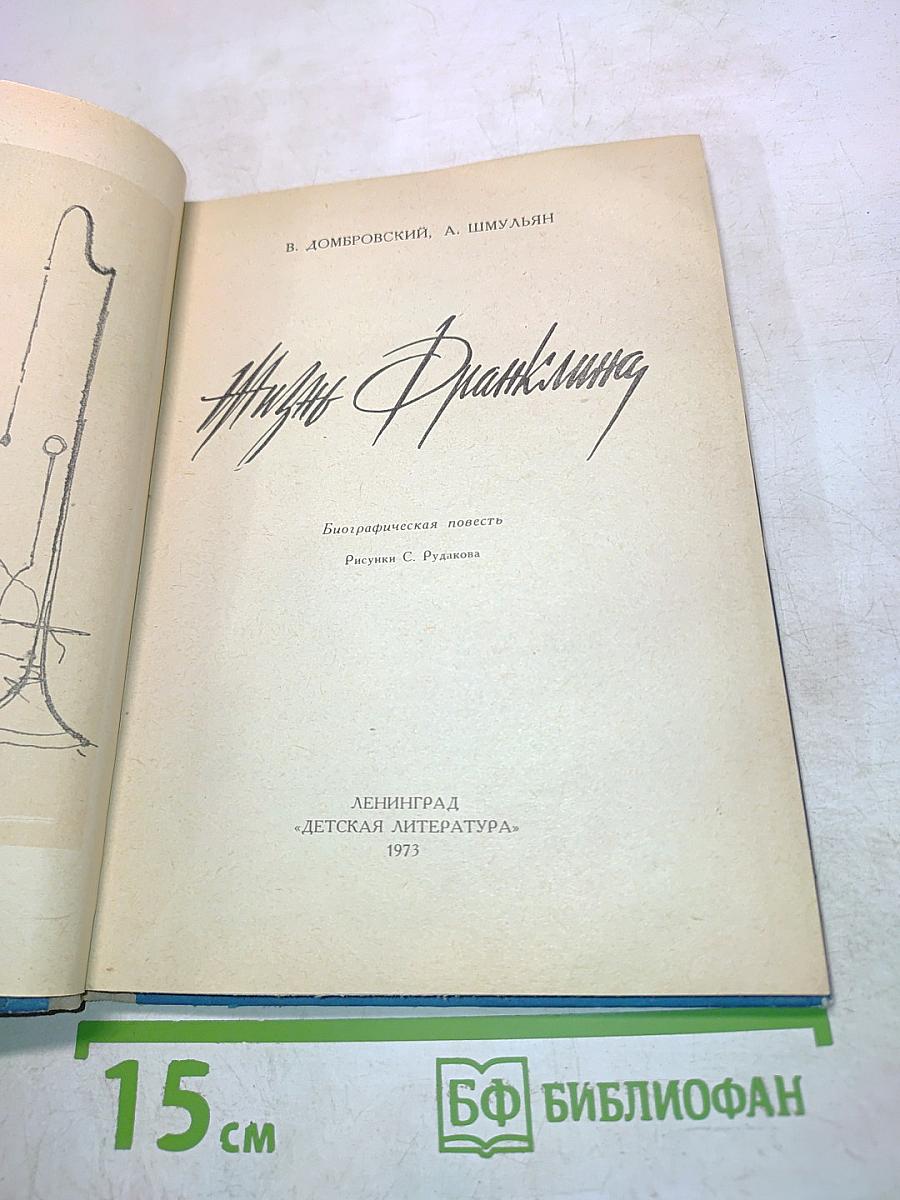 В. ДОМБРОВСКИЙ, А. ШМУЛЬЯН
Жизнь Франклина
Биографическая повесть
Рисунки С. Рудакова
ЛЕНИНГРАД
«ДЕТСКАЯ ЛИТЕРАТУРА»
1973
15 см
БФ БИБЛИОФАН